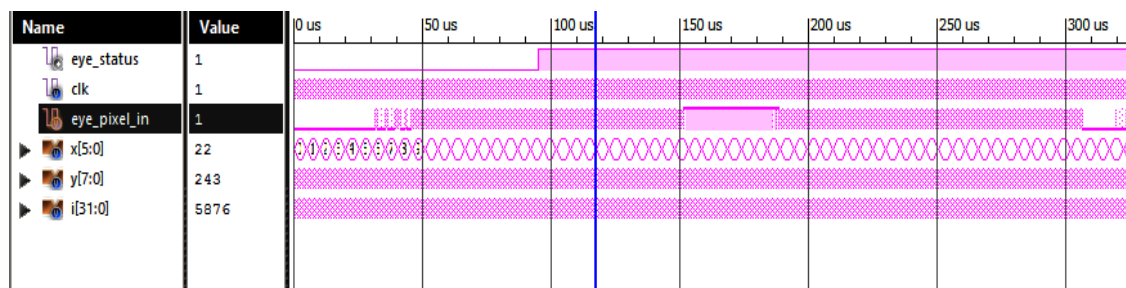 Name Value 0 us 50 us 100 us 150 us 200 us 250 us 300 us
eye_status 1
clk 1
eye_pixel_in 1
x[5:0] 22
y[7:0] 243
i[31:0] 5876